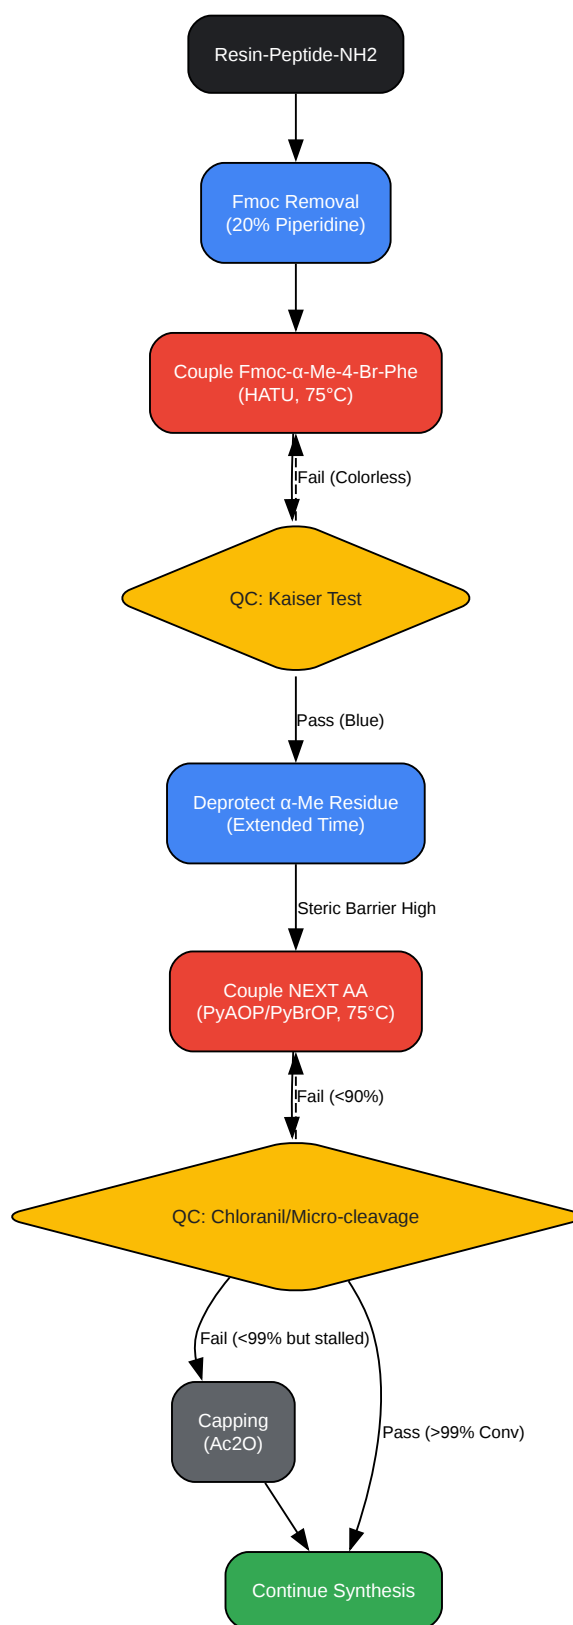 Resin-Peptide-NH2
Fmoc Removal
(20% Piperidine)
Couple Fmoc-α-Me-4-Br-Phe
(HATU, 75°C)
Fail (Colorless)
QC: Kaiser Test
Pass (Blue)
Deprotect α-Me Residue
(Extended Time)
Steric Barrier High
Couple NEXT AA
(PyAOP/PyBrOP, 75°C)
Fail (<90%)
QC: Chloranil/Micro-cleavage
Fail (<99% but stalled)
Capping
(Ac2O)
Pass (>99% Conv)
Continue Synthesis